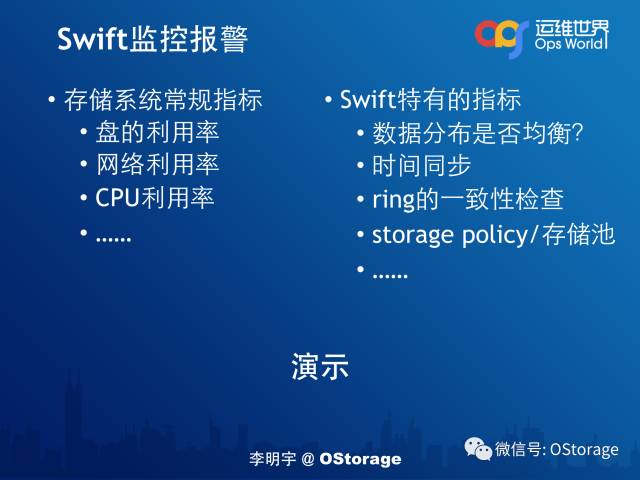 Swift监控报警
运维世界
Ops World
• 存储系统常规指标
• 盘的利用率
• 网络利用率
• CPU利用率
• ……
• Swift特有的指标
• 数据分布是否均衡?
• 时间同步
• ring的一致性检查
• storage policy/存储池
• ……
演示
李明宇 @ OStorage
微信号: OStorage